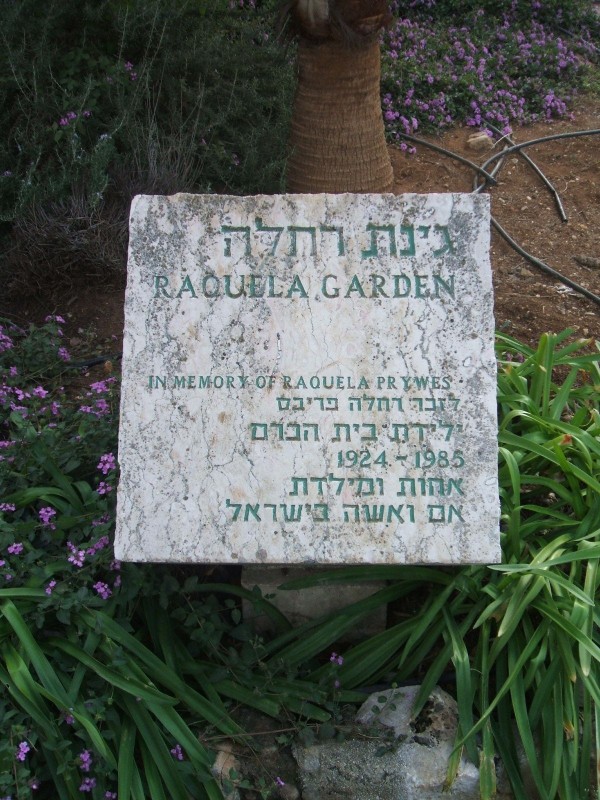 גינת רחלה
RAQUELA GARDEN
IN MEMORY OF RAQUELA PRYWES
לזכר רחלה פריבס
ילידת בית הכרם
1924 - 1985
אחות ומילדת
אם ואשה בישראל